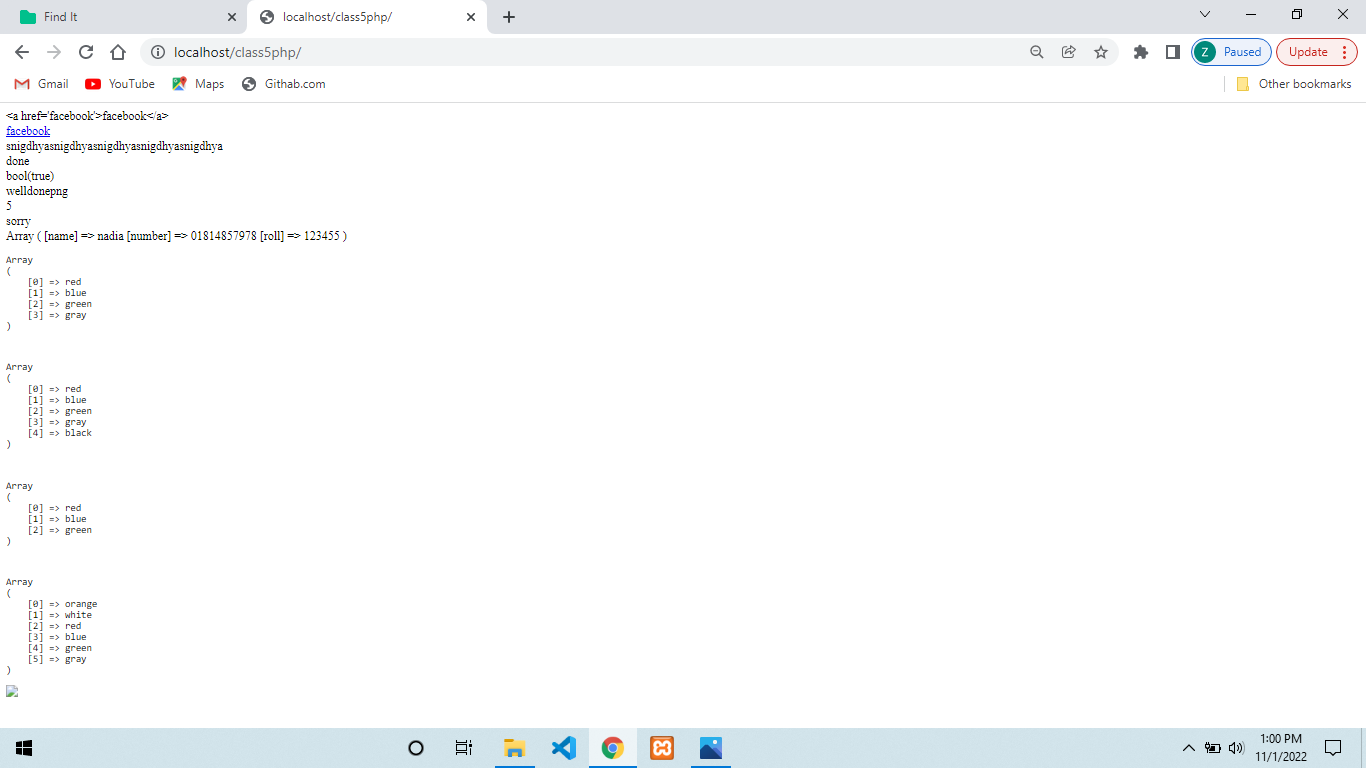 Find It
localhost/class5php/
localhost/class5php/
Z Paused
Update
Gmail YouTube Maps Githab.com Other bookmarks
<a href='facebook'>facebook</a>
facebook
snigdhyasnigdhyasnigdhyasnigdhyasnigdhya
done
bool(true)
welldonepng
5
sorry
Array ( [name] => nadia [number] => 01814857978 [roll] => 123455 )
Array
(
    [0] => red
    [1] => blue
    [2] => green
    [3] => gray
)
Array
(
    [0] => red
    [1] => blue
    [2] => green
    [3] => gray
    [4] => black
)
Array
(
    [0] => red
    [1] => blue
    [2] => green
)
Array
(
    [0] => orange
    [1] => white
    [2] => red
    [3] => blue
    [4] => green
    [5] => gray
)
1:00 PM
11/1/2022